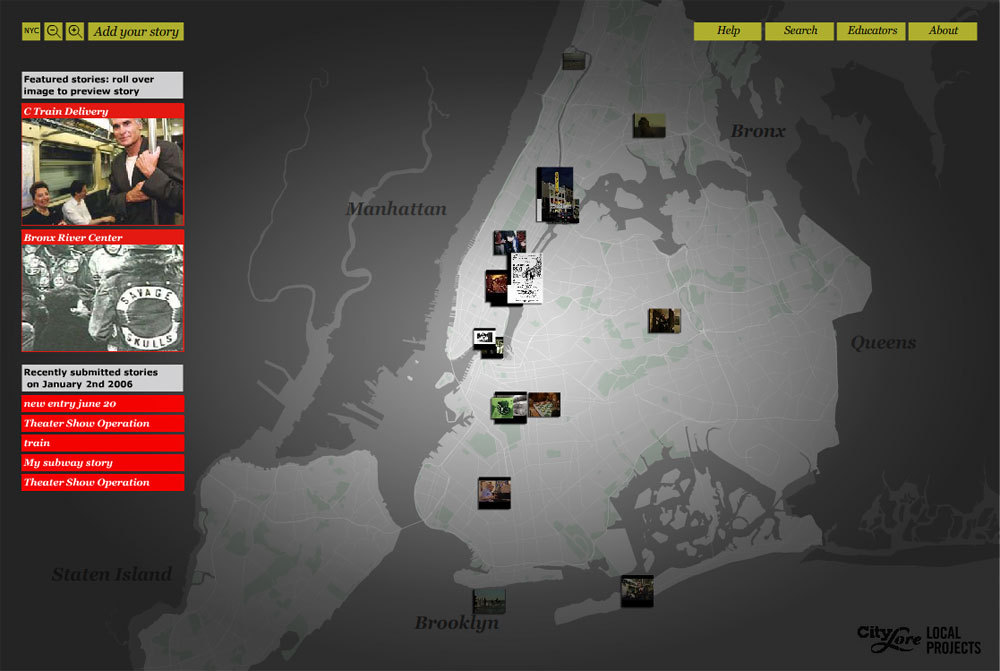 NYC
Add your story
Help
Search
Educators
About
Featured stories: roll over
image to preview story
C Train Delivery
Bronx River Center
SAVAGE
SKULLS
Recently submitted stories
on January 2nd 2006
new entry june 20
Theater Show Operation
train
My subway story
Theater Show Operation
Manhattan
Bronx
Queens
Staten Island
Brooklyn
City Lore
LOCAL
PROJECTS